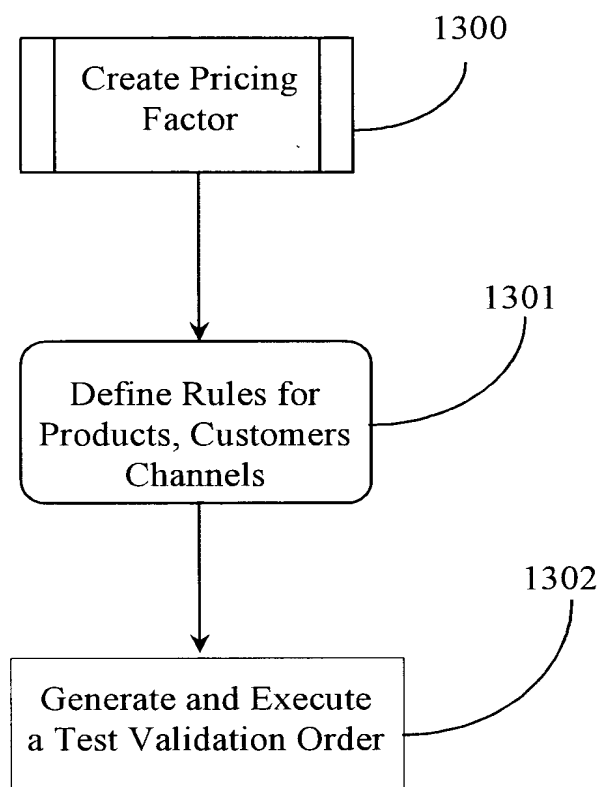 1300
Create Pricing
Factor
1301
Define Rules for
Products, Customers
Channels
1302
Generate and Execute
a Test Validation Order